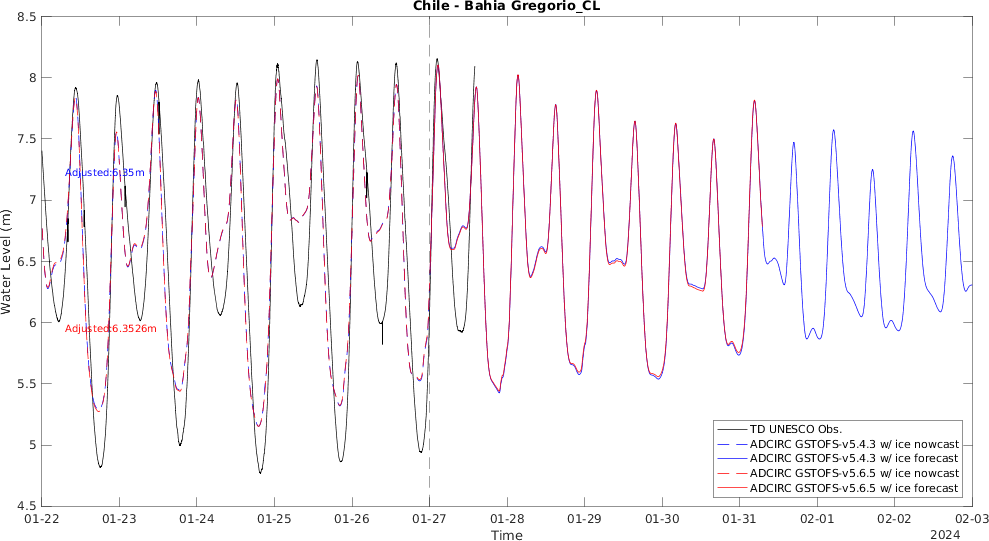 Chile - Bahia Gregorio_CL
8.5
8
7.5
7
6.5
6
5.5
5
4.5
Water Level (m)
Adjusted:6.35m
Adjusted:6.3526m
TD UNESCO Obs.
ADCIRC GSTOFS-v5.4.3 w/ ice nowcast
ADCIRC GSTOFS-v5.4.3 w/ ice forecast
ADCIRC GSTOFS-v5.6.5 w/ ice nowcast
ADCIRC GSTOFS-v5.6.5 w/ ice forecast
01-22 01-23 01-24 01-25 01-26 01-27 01-28 01-29 01-30 01-31 02-01 02-02 02-03
Time
2024